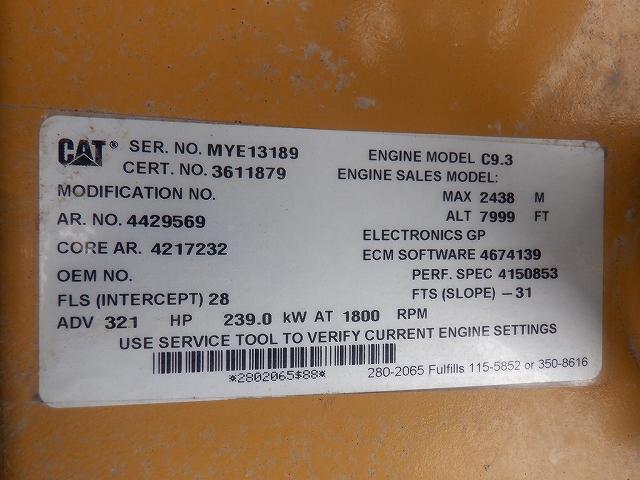 CAT® SER. NO. MYE13189 ENGINE MODEL C9.3
CERT. NO. 3611879 ENGINE SALES MODEL:
MODIFICATION NO. MAX 2438 M
AR. NO. 4429569 ALT 7999 FT
CORE AR. 4217232 ELECTRONICS GP
ECM SOFTWARE 4674139
OEM NO. PERF. SPEC 4150853
FLS (INTERCEPT) 28 FTS (SLOPE) -31
ADV 321 HP 239.0 kW AT 1800 RPM
USE SERVICE TOOL TO VERIFY CURRENT ENGINE SETTINGS
*2802065$88* 280-2065 Fulfills 115-5852 or 350-8616